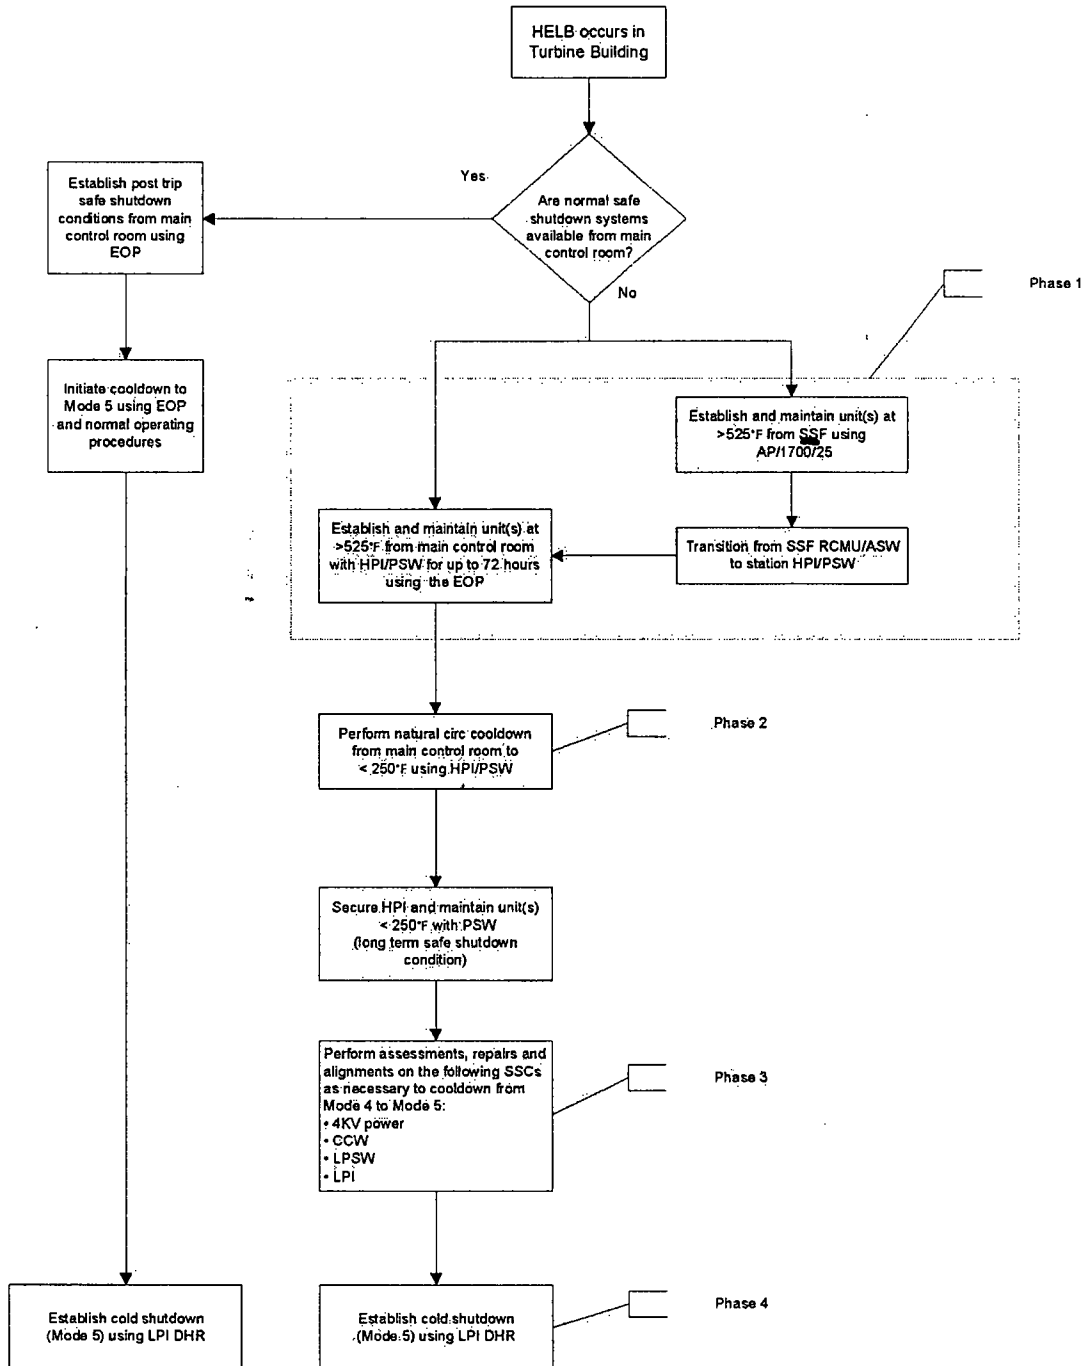 HELB occurs in
Turbine Building
Yes
Are normal safe
shutdown systems
available from main
control room?
No
Establish post trip
safe shutdown
conditions from main
control room using
EOP
Initiate cooldown to
Mode 5 using EOP
and normal operating
procedures
Phase 1
Establish and maintain unit(s) at
>525°F from SSF using
AP/1700/25
Establish and maintain unit(s) at
>525°F from main control room
with HPI/PSW for up to 72 hours
using the EOP
Transition from SSF RCMU/ASW
to station HPI/PSW
Perform natural circ cooldown
from main control room to
< 250°F using HPI/PSW
Phase 2
Secure HPI and maintain unit(s)
< 250°F with PSW
(long term safe shutdown
condition)
Perform assessments, repairs and
alignments on the following SSCs
as necessary to cooldown from
Mode 4 to Mode 5:
• 4KV power
• CCW
• LPSW
• LPI
Phase 3
Establish cold shutdown
(Mode 5) using LPI DHR
Establish cold shutdown
(Mode 5) using LPI DHR
Phase 4